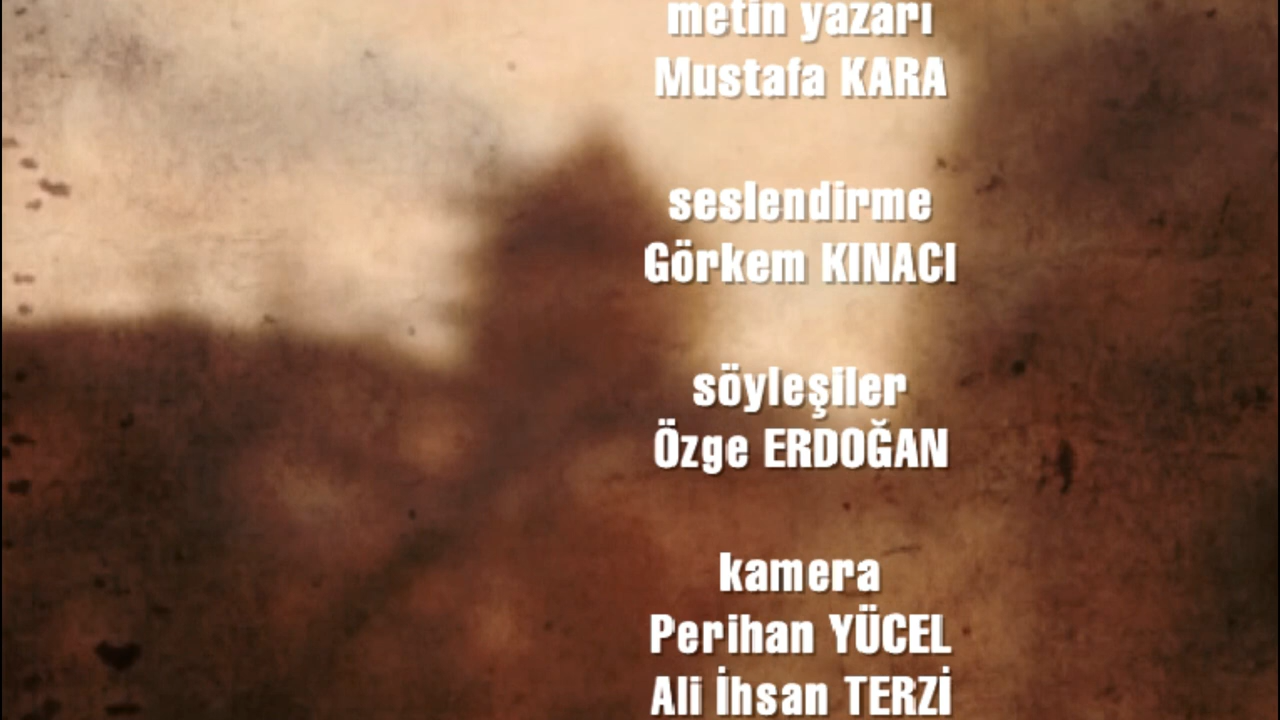 metin yazarı
Mustafa KARA
seslendirme
Görkem KINACI
söyleşiler
Özge ERDOĞAN
kamera
Perihan YÜCEL
Ali İhsan TERZİ